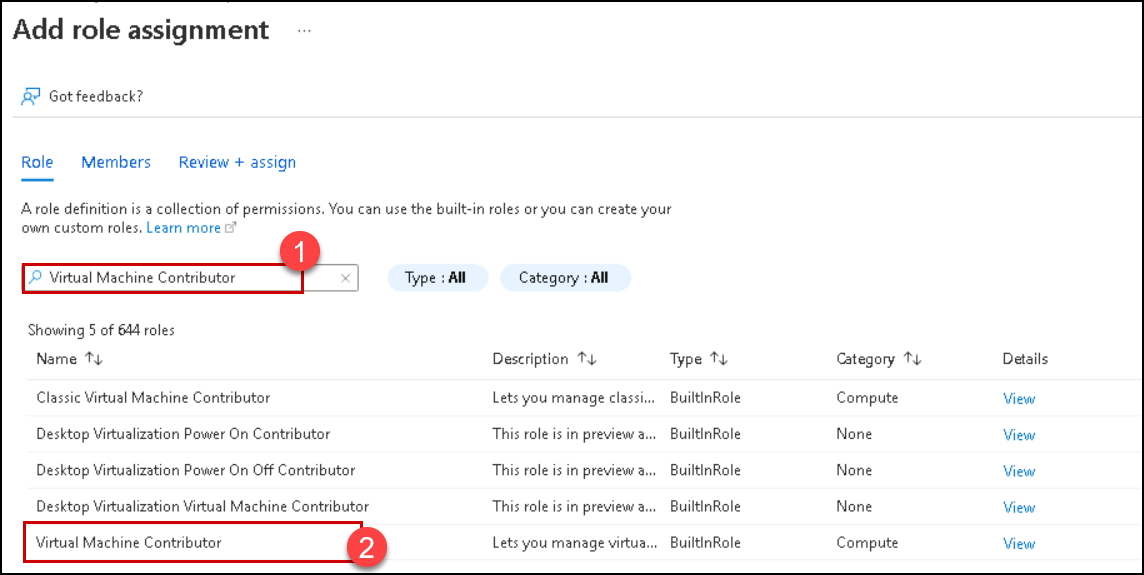 Add role assignment ...
Got feedback?
Role Members Review + assign
A role definition is a collection of permissions. You can use the built-in roles or you can create your
own custom roles. Learn more
1
Virtual Machine Contributor Type : All Category : All
Showing 5 of 644 roles
Name ↑↓ Description ↑↓ Type ↑↓ Category ↑↓ Details
Classic Virtual Machine Contributor Lets you manage classi... BuiltInRole Compute View
Desktop Virtualization Power On Contributor This role is in preview a... BuiltInRole None View
Desktop Virtualization Power On Off Contributor This role is in preview a... BuiltInRole None View
Desktop Virtualization Virtual Machine Contributor This role is in preview a... BuiltInRole None View
Virtual Machine Contributor Lets you manage virtua... BuiltInRole Compute View
2